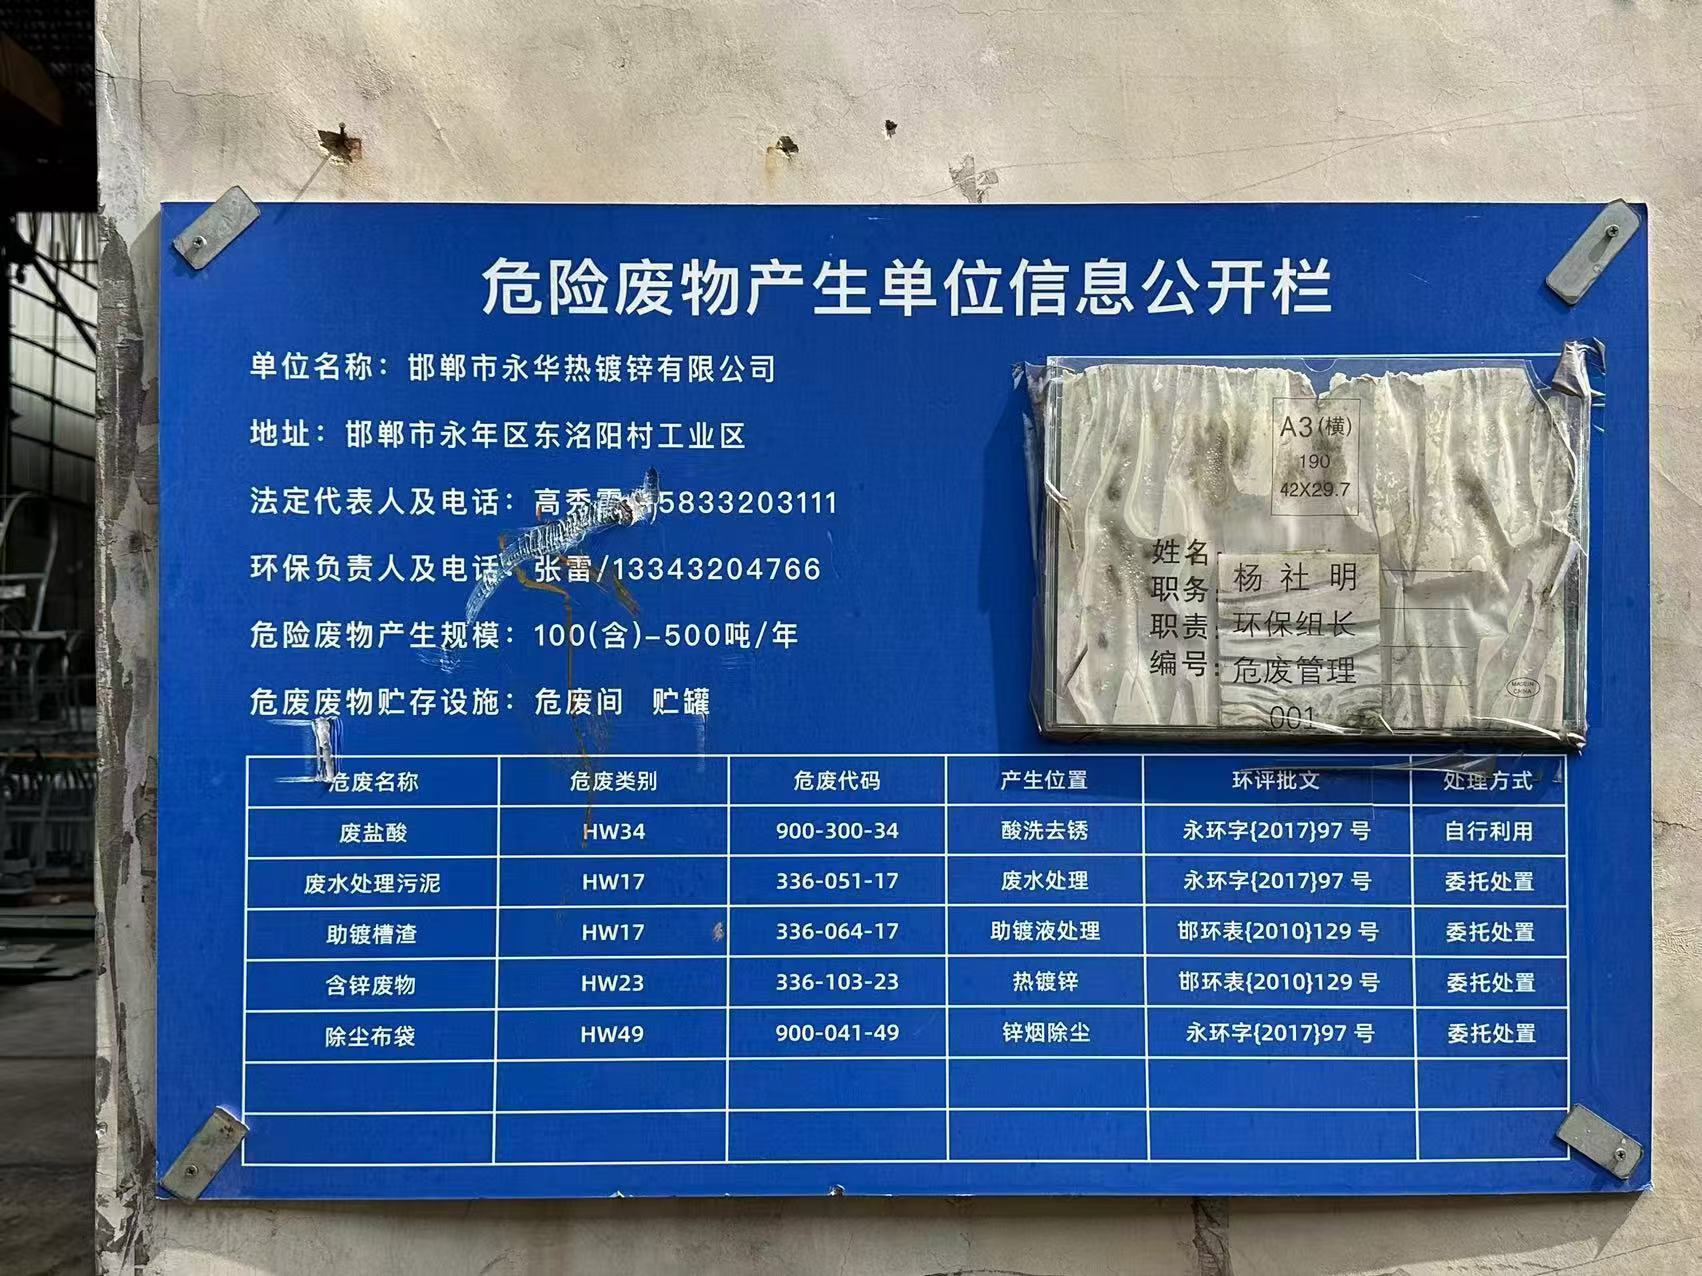 危险废物产生单位信息公开栏
单位名称：邯郸市永华热镀锌有限公司
地址：邯郸市永年区东洺阳村工业区
法定代表人及电话：高秀 5833203111
环保负责人及电话 张雷/13343204766
危险废物产生规模：100(含)-500吨/年
危废废物贮存设施：危废间 贮罐
A3(横)
190
42X29.7
姓名： 杨社明
职务： 环保组长
职责： 危废管理
编号： 001
MADE IN CHINA
危废名称 危废类别 危废代码 产生位置 环评批文 处理方式
废盐酸 HW34 900-300-34 酸洗去锈 永环字{2017}97 号 自行利用
废水处理污泥 HW17 336-051-17 废水处理 永环字{2017}97 号 委托处置
助镀槽渣 HW17 336-064-17 助镀液处理 邯环表{2010}129 号 委托处置
含锌废物 HW23 336-103-23 热镀锌 邯环表{2010}129 号 委托处置
除尘布袋 HW49 900-041-49 锌烟除尘 永环字{2017}97 号 委托处置